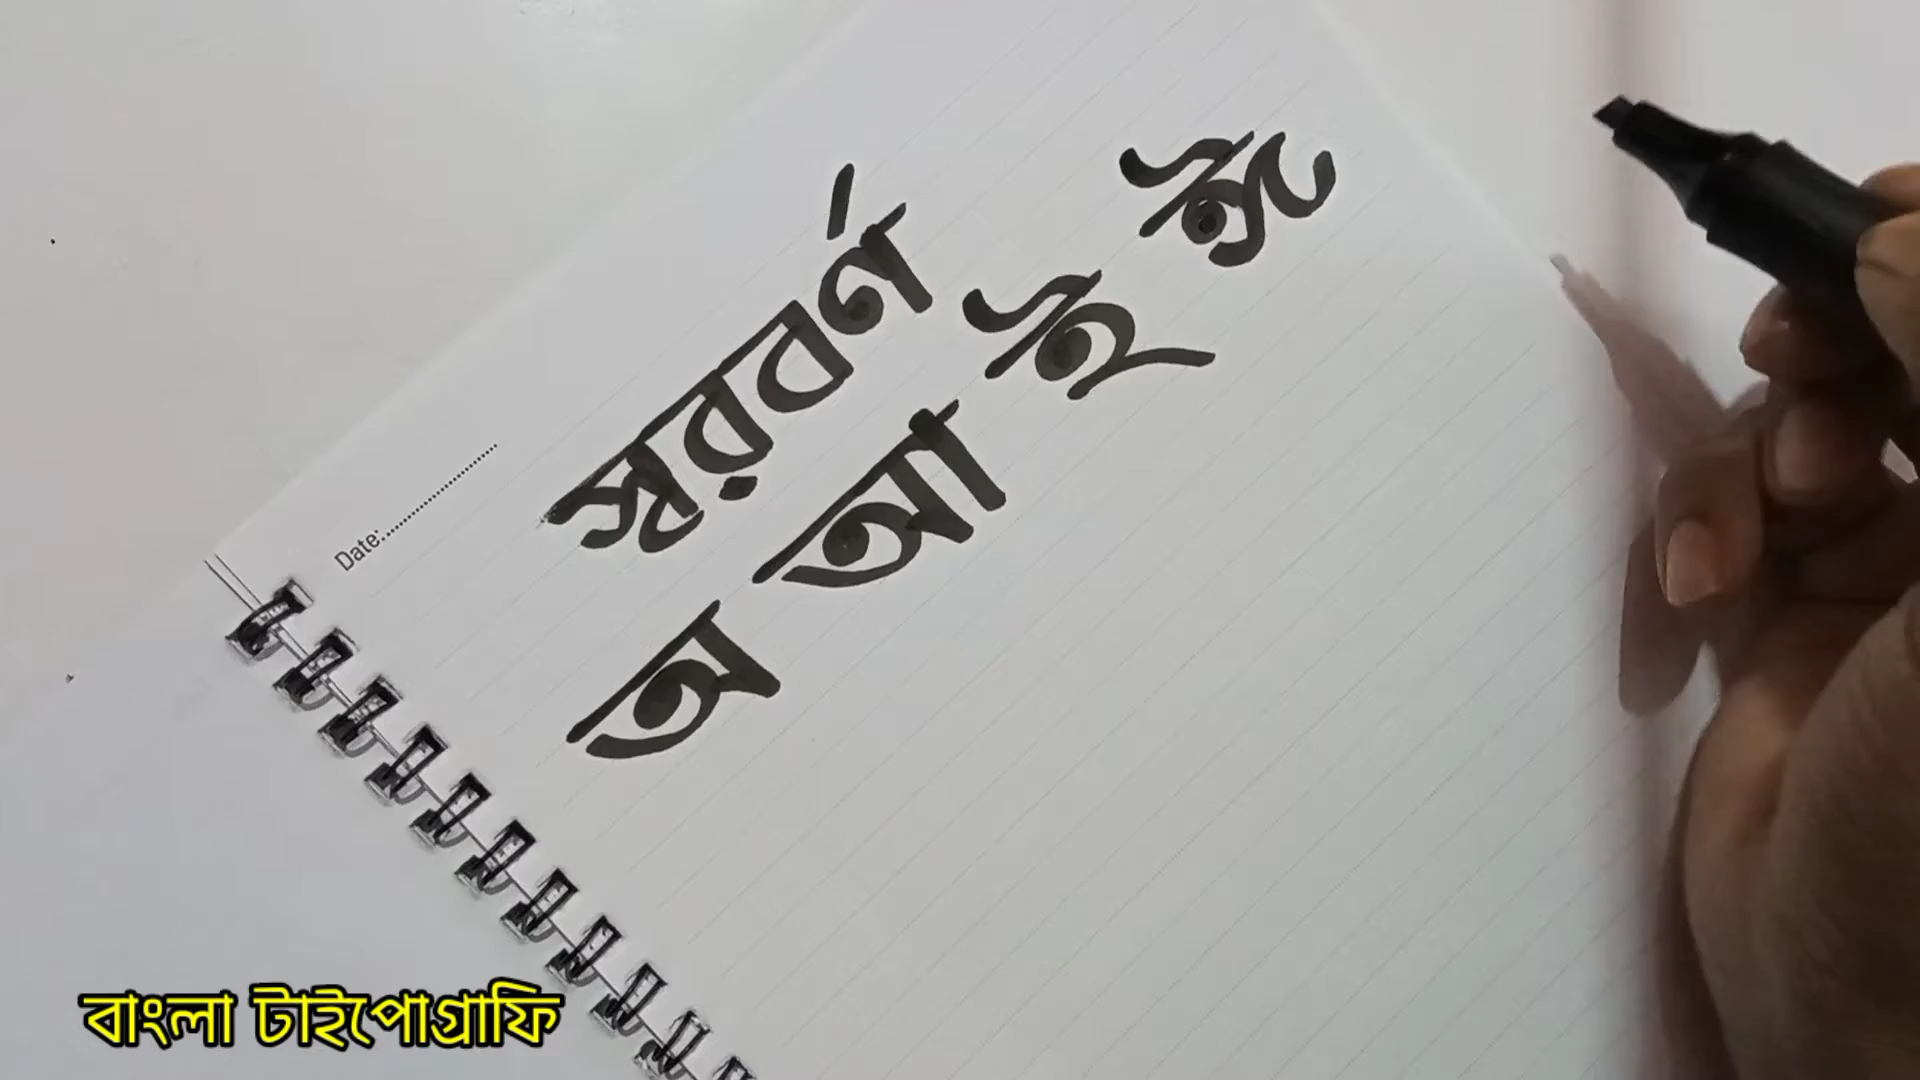 Date:........................
স্বরবর্ণ
অ আ ই ঈ
বাংলা টাইপোগ্রাফি